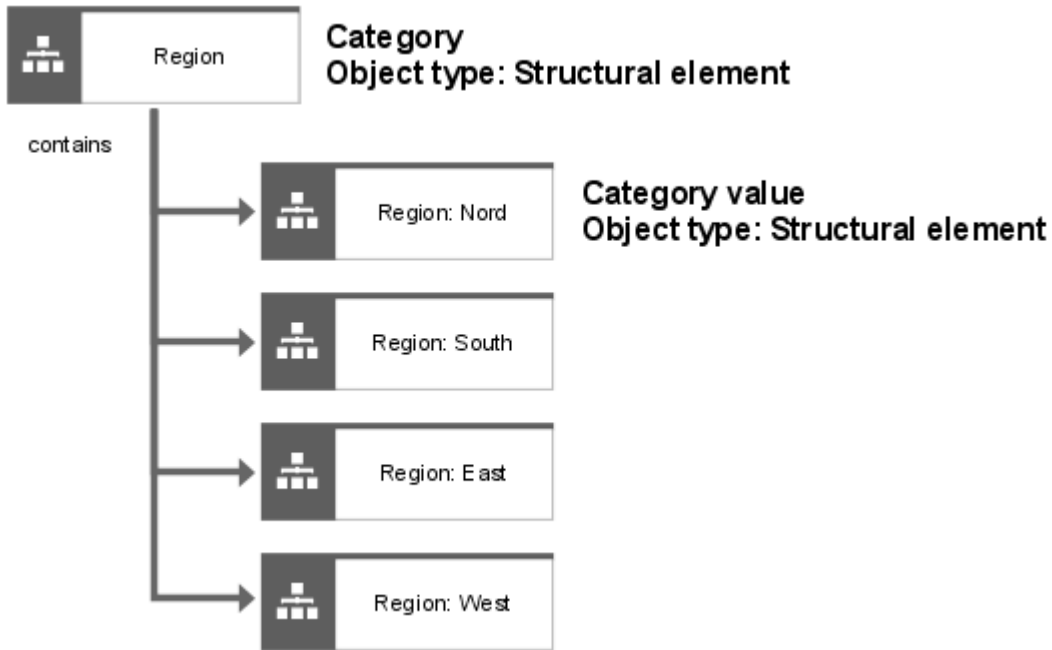 Region
Category
Object type: Structural element
contains
Region: Nord
Category value
Object type: Structural element
Region: South
Region: East
Region: West